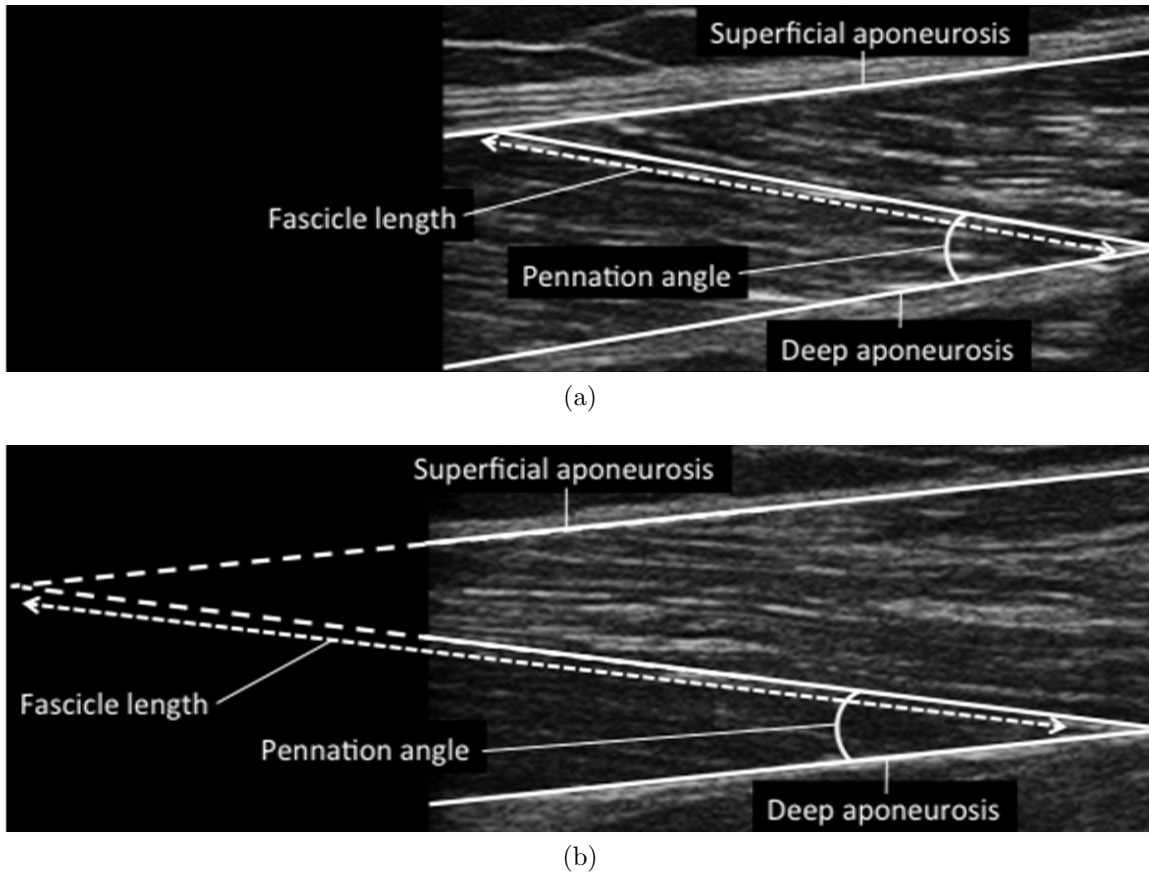 Superficial aponeurosis
Fascicle length
Pennation angle
Deep aponeurosis
(a)
Superficial aponeurosis
Fascicle length
Pennation angle
Deep aponeurosis
(b)